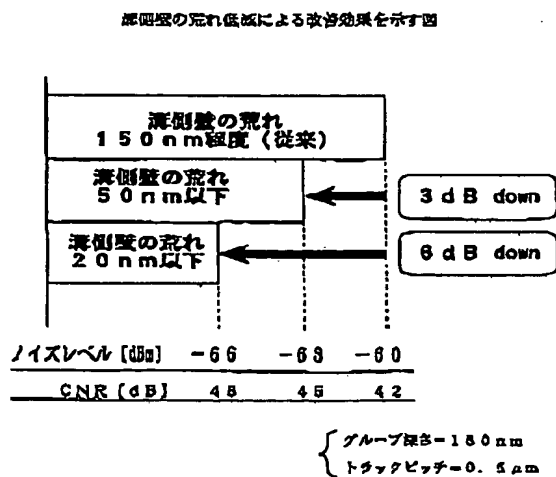 溝側壁の荒れ低減による改善効果を示す図
溝側壁の荒れ
150nm程度(従来)
溝側壁の荒れ
50nm以下
3dB down
溝側壁の荒れ
20nm以下
6dB down
ノイズレベル[dBm] -66 -63 -60
CNR[dB] 48 45 42
グルーブ深さ=180nm
トラックピッチ=0.5μm